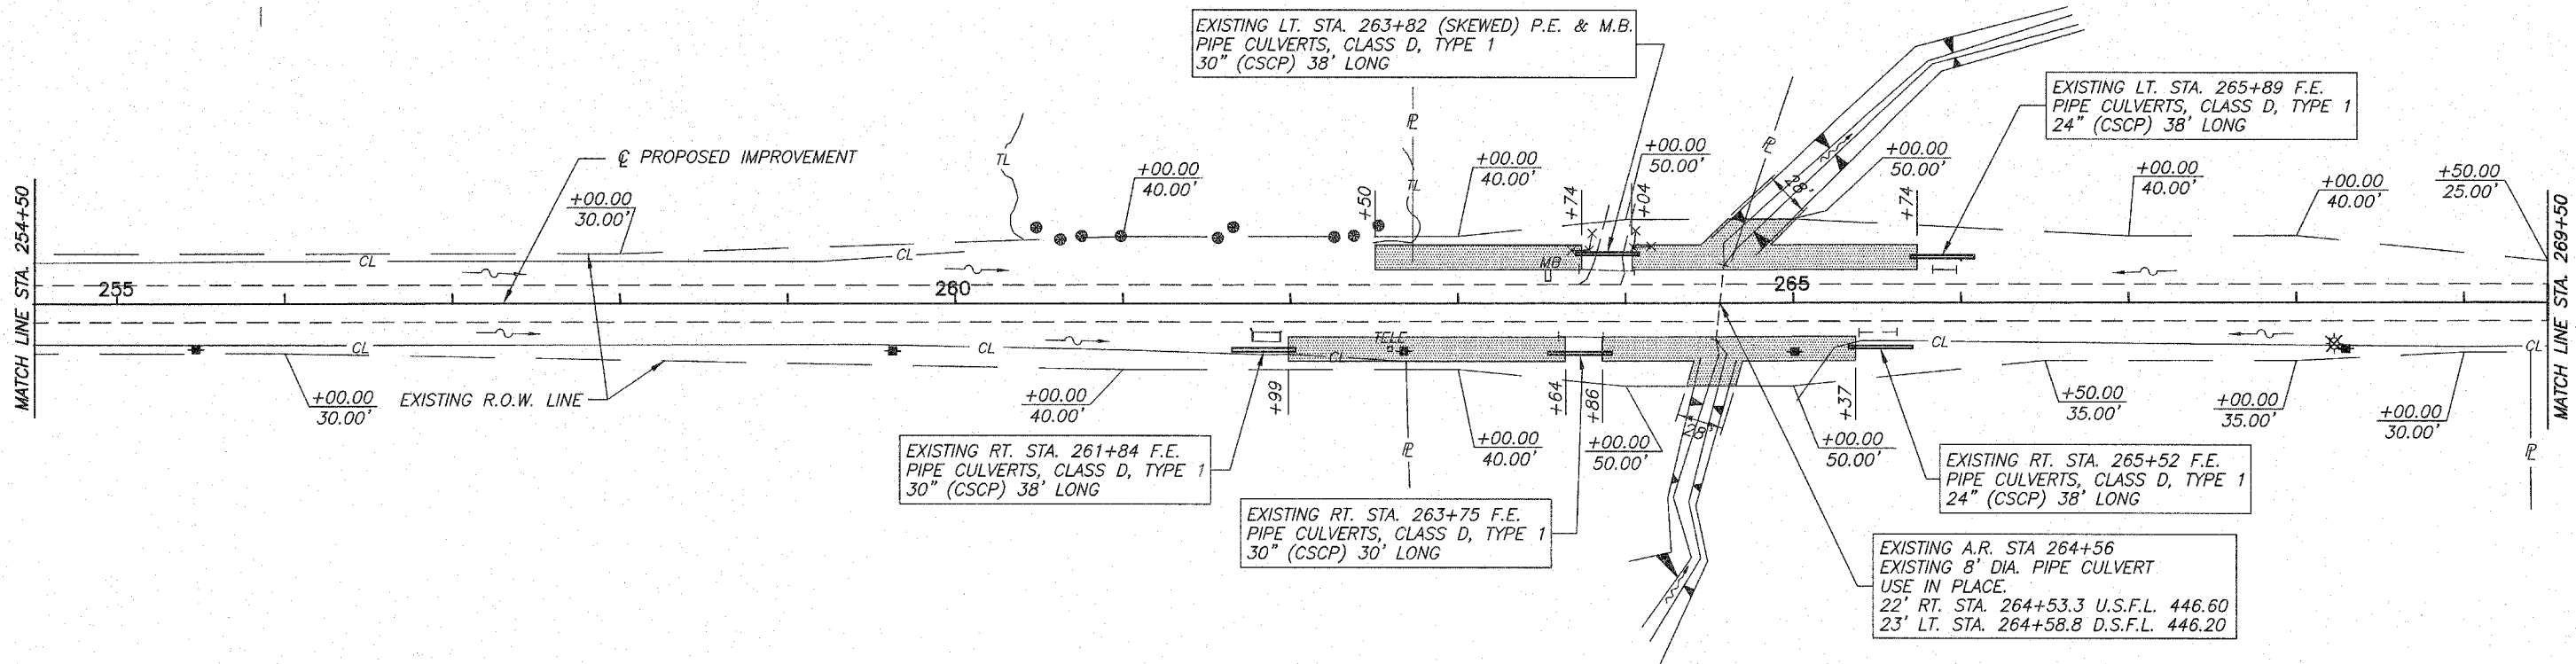 EXISTING LT. STA. 263+82 (SKEWED) P.E. & M.B.
PIPE CULVERTS, CLASS D, TYPE 1
30" (CSCP) 38' LONG
EXISTING LT. STA. 265+89 F.E.
PIPE CULVERTS, CLASS D, TYPE 1
24" (CSCP) 38' LONG
MATCH LINE STA. 254+50
℄ PROPOSED IMPROVEMENT
+00.00
30.00'
TL
+00.00
40.00'
+50
PL
TL
+00.00
40.00'
+74
+00.00
50.00'
+04
PL
28'
+00.00
50.00'
+74
+00.00
40.00'
+00.00
40.00'
+50.00
25.00'
MATCH LINE STA. 269+50
CL
CL
MB
255
260
265
CL
CL
TELE
CL
CL
CL
+00.00
30.00'
EXISTING R.O.W. LINE
+00.00
40.00'
+99
PL
+00.00
40.00'
+64
+86
+00.00
50.00'
28'
+00.00
50.00'
+37
+50.00
35.00'
+00.00
35.00'
+00.00
30.00'
PL
EXISTING RT. STA. 261+84 F.E.
PIPE CULVERTS, CLASS D, TYPE 1
30" (CSCP) 38' LONG
EXISTING RT. STA. 263+75 F.E.
PIPE CULVERTS, CLASS D, TYPE 1
30" (CSCP) 30' LONG
EXISTING RT. STA. 265+52 F.E.
PIPE CULVERTS, CLASS D, TYPE 1
24" (CSCP) 38' LONG
EXISTING A.R. STA 264+56
EXISTING 8' DIA. PIPE CULVERT
USE IN PLACE.
22' RT. STA. 264+53.3 U.S.F.L. 446.60
23' LT. STA. 264+58.8 D.S.F.L. 446.20